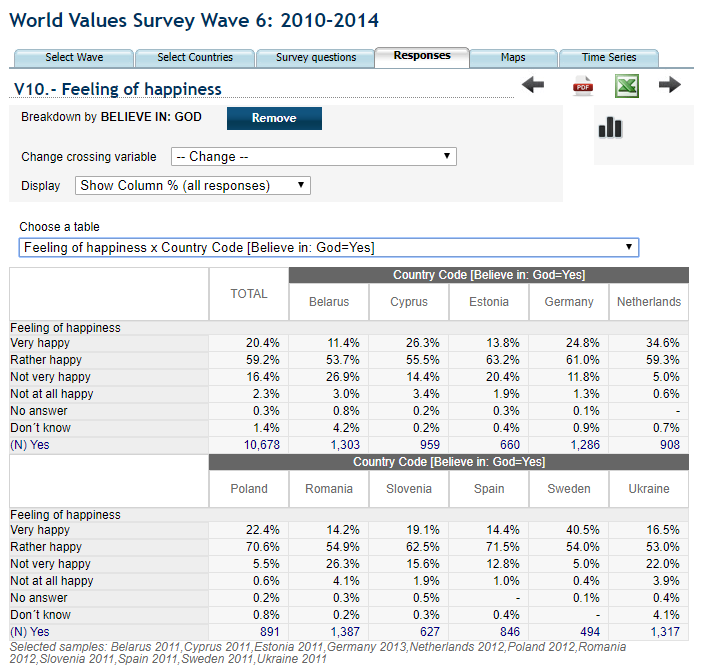 World Values Survey Wave 6: 2010-2014
Select Wave Select Countries Survey questions Responses Maps Time Series
V10.- Feeling of happiness PDF
Breakdown by BELIEVE IN: GOD Remove
Change crossing variable -- Change --
Display Show Column % (all responses)
Choose a table
Feeling of happiness x Country Code [Believe in: God=Yes]
TOTAL Country Code [Believe in: God=Yes]
Belarus Cyprus Estonia Germany Netherlands
Feeling of happiness
Very happy 20.4% 11.4% 26.3% 13.8% 24.8% 34.6%
Rather happy 59.2% 53.7% 55.5% 63.2% 61.0% 59.3%
Not very happy 16.4% 26.9% 14.4% 20.4% 11.8% 5.0%
Not at all happy 2.3% 3.0% 3.4% 1.9% 1.3% 0.6%
No answer 0.3% 0.8% 0.2% 0.3% 0.1% -
Don´t know 1.4% 4.2% 0.2% 0.4% 0.9% 0.7%
(N) Yes 10,678 1,303 959 660 1,286 908
Country Code [Believe in: God=Yes]
Poland Romania Slovenia Spain Sweden Ukraine
Feeling of happiness
Very happy 22.4% 14.2% 19.1% 14.4% 40.5% 16.5%
Rather happy 70.6% 54.9% 62.5% 71.5% 54.0% 53.0%
Not very happy 5.5% 26.3% 15.6% 12.8% 5.0% 22.0%
Not at all happy 0.6% 4.1% 1.9% 1.0% 0.4% 3.9%
No answer 0.2% 0.3% 0.5% - 0.1% 0.4%
Don´t know 0.8% 0.2% 0.3% 0.4% - 4.1%
(N) Yes 891 1,387 627 846 494 1,317
Selected samples: Belarus 2011,Cyprus 2011,Estonia 2011,Germany 2013,Netherlands 2012,Poland 2012,Romania
2012,Slovenia 2011,Spain 2011,Sweden 2011,Ukraine 2011